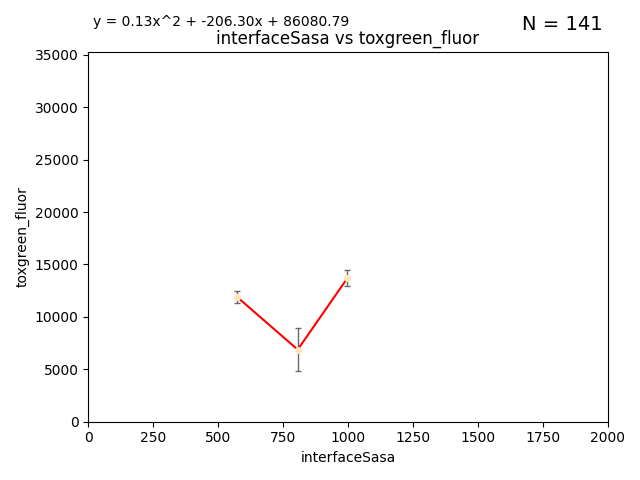 y = 0.13x^2 + -206.30x + 86080.79
N = 141
interfaceSasa vs toxgreen_fluor
35000
30000
25000
20000
15000
10000
5000
0
toxgreen_fluor
0 250 500 750 1000 1250 1500 1750 2000
interfaceSasa